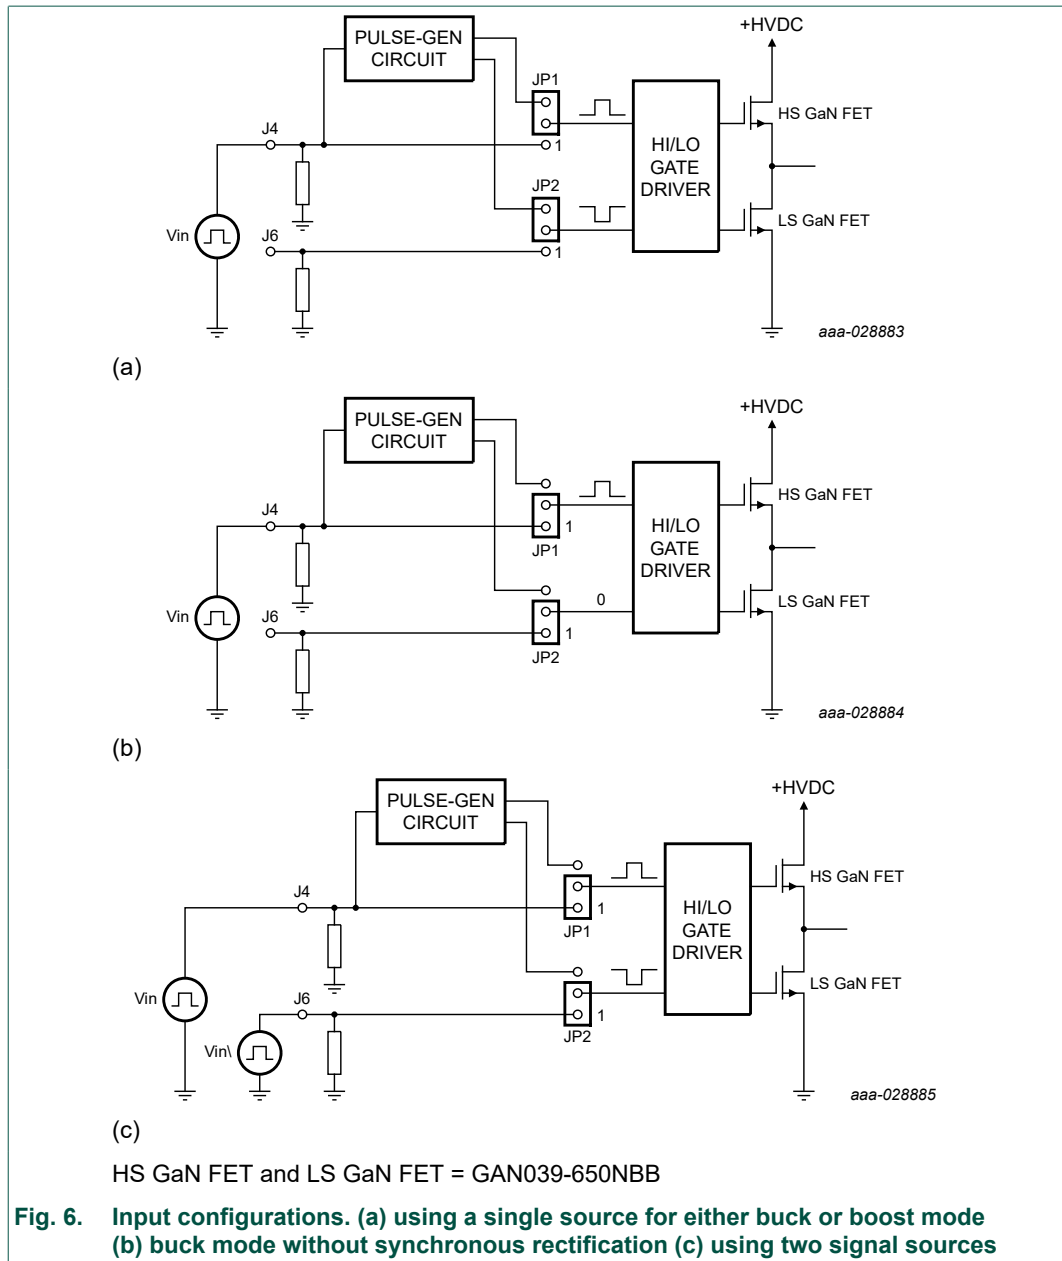 +HVDC
PULSE-GEN
CIRCUIT
JP1
HS GaN FET
J4
1
HI/LO
GATE
DRIVER
JP2
LS GaN FET
Vin
J6
1
aaa-028883
(a)
+HVDC
PULSE-GEN
CIRCUIT
HS GaN FET
J4
1
JP1
HI/LO
GATE
DRIVER
0
LS GaN FET
Vin
J6
1
JP2
aaa-028884
(b)
+HVDC
PULSE-GEN
CIRCUIT
HS GaN FET
J4
1
JP1
HI/LO
GATE
DRIVER
LS GaN FET
Vin
J6
1
JP2
Vin\
aaa-028885
(c)
HS GaN FET and LS GaN FET = GAN039-650NBB
Fig. 6. Input configurations. (a) using a single source for either buck or boost mode
(b) buck mode without synchronous rectification (c) using two signal sources